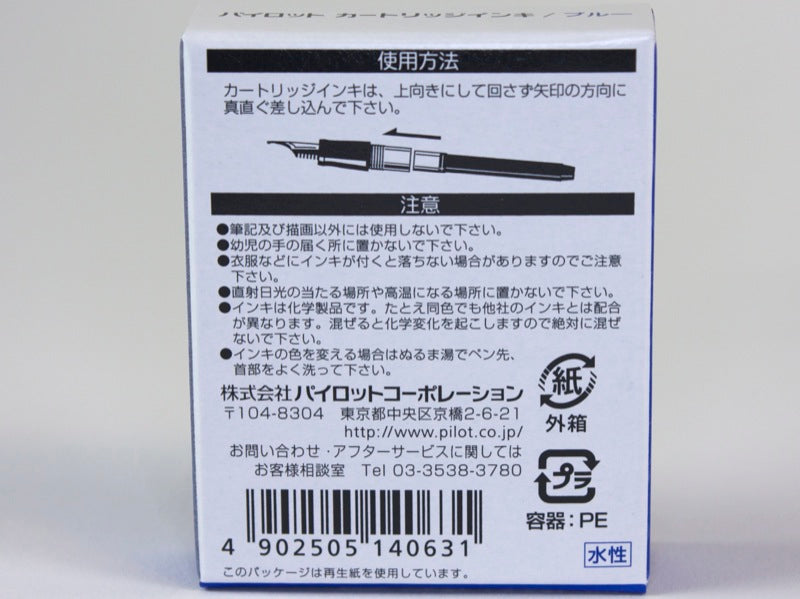 パイロット カートリッジインキ / ブルー
使用方法
カートリッジインキは、上向きにして回さず矢印の方向に
真直ぐ差し込んで下さい。
注意
●筆記及び描画以外には使用しないで下さい。
●幼児の手の届く所に置かないで下さい。
●衣服などにインキが付くと落ちない場合がありますのでご注意
下さい。
●直射日光の当たる場所や高温になる場所に置かないで下さい。
●インキは化学製品です。たとえ同色でも他社のインキとは配合
が異なります。混ぜると化学変化を起こしますので絶対に混ぜ
ないで下さい。
●インキの色を変える場合はぬるま湯でペン先、
首部をよく洗って下さい。
株式会社 パイロットコーポレーション
〒104-8304 東京都中央区京橋2-6-21
http://www.pilot.co.jp/
お問い合わせ・アフターサービスに関しては
お客様相談室 Tel 03-3538-3780
紙
外箱
プラ
容器：PE
4 902505 140631
水性
このパッケージは再生紙を使用しています。